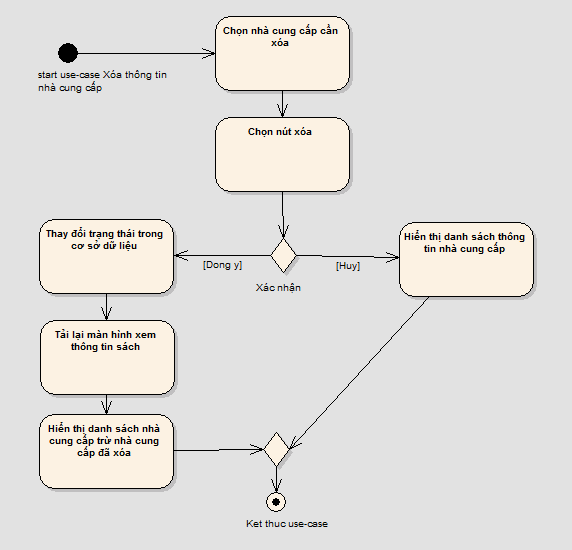 Chọn nhà cung cấp cần
xóa
start use-case Xóa thông tin
nhà cung cấp
Chọn nút xóa
Thay đổi trạng thái trong
cơ sở dữ liệu
Hiển thị danh sách thông
tin nhà cung cấp
[Dong y]
[Huy]
Xác nhận
Tải lại màn hình xem
thông tin sách
Hiển thị danh sách nhà
cung cấp trừ nhà cung
cấp đã xóa
Ket thuc use-case